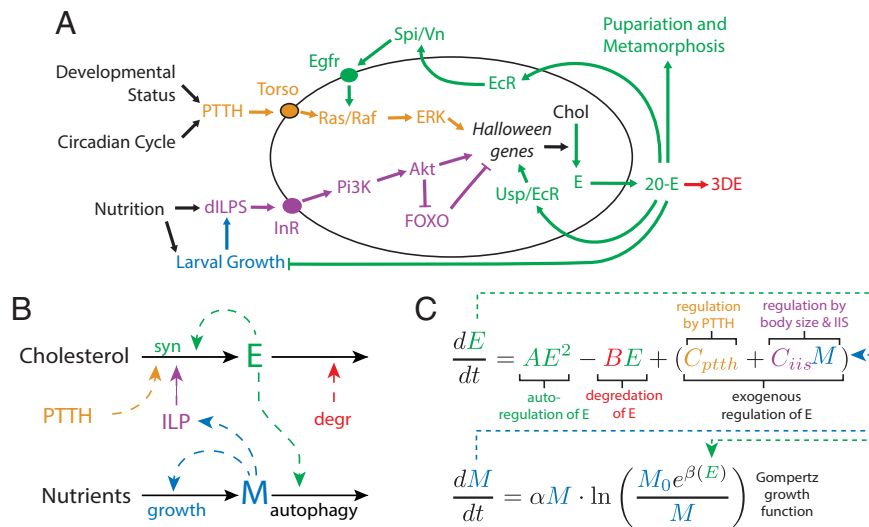 A
Developmental
Status
Circadian Cycle
PTTH
Torso
Egfr
Spi/Vn
EcR
Pupariation and
Metamorphosis
Ras/Raf
ERK
Halloween
genes
Chol
E
20-E
3DE
Usp/EcR
Nutrition
dILPS
InR
Pi3K
Akt
FOXO
Larval Growth
B
Cholesterol
syn
E
PTTH
ILP
degr
Nutrients
growth
M
autophagy
C
regulation
by PTTH
regulation by
body size & IIS
dE/dt = AE² − BE + (C_ptth + C_iis M)
auto-
regulation of E
degredation
of E
exogenous
regulation of E
dM/dt = αM · ln (M₀e^β(E) / M)
Gompertz
growth
function